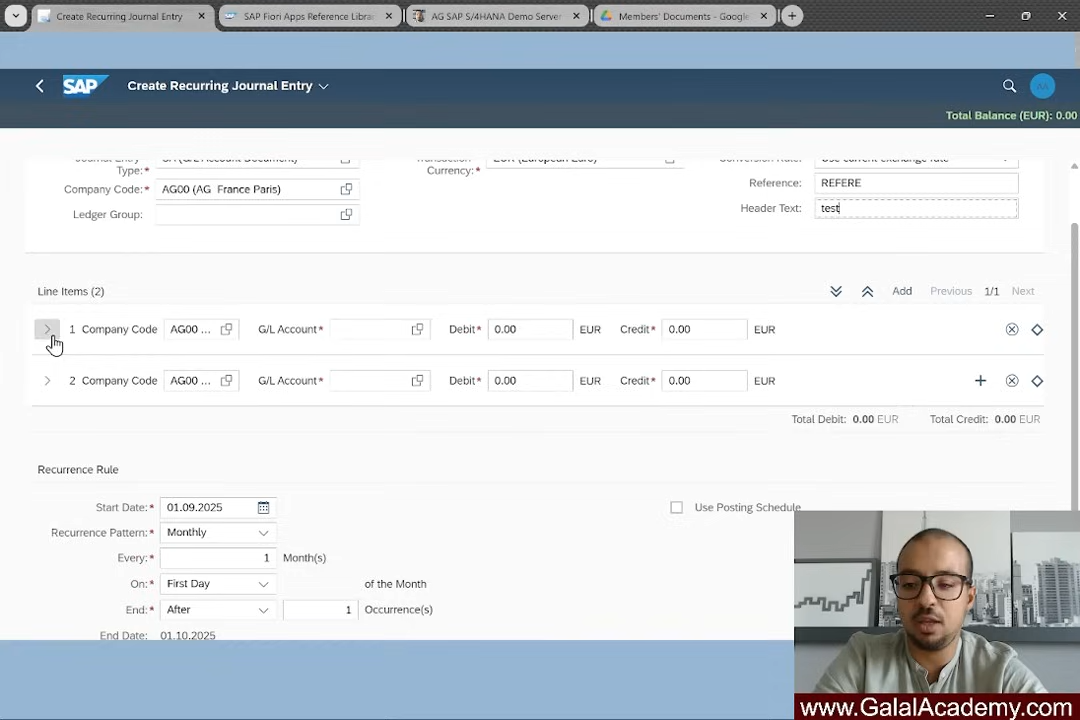 Create Recurring Journal Entry
SAP Fiori Apps Reference Libra
AG SAP S/4HANA Demo Server
Members' Documents - Google
SAP Create Recurring Journal Entry
Total Balance (EUR): 0.00
Journal Entry
Type:*
Transaction
Currency:*
Company Code:* AG00 (AG France Paris)
Ledger Group:
Reference: REFERE
Header Text: test
Line Items (2)
Add Previous 1/1 Next
1 Company Code AG00 ... G/L Account* Debit* 0.00 EUR Credit* 0.00 EUR
2 Company Code AG00 ... G/L Account* Debit* 0.00 EUR Credit* 0.00 EUR
Total Debit: 0.00 EUR Total Credit: 0.00 EUR
Recurrence Rule
Start Date:* 01.09.2025
Use Posting Schedule
Recurrence Pattern:* Monthly
Every:* 1 Month(s)
On:* First Day of the Month
End:* After 1 Occurrence(s)
End Date: 01.10.2025
www.GalalAcademy.com